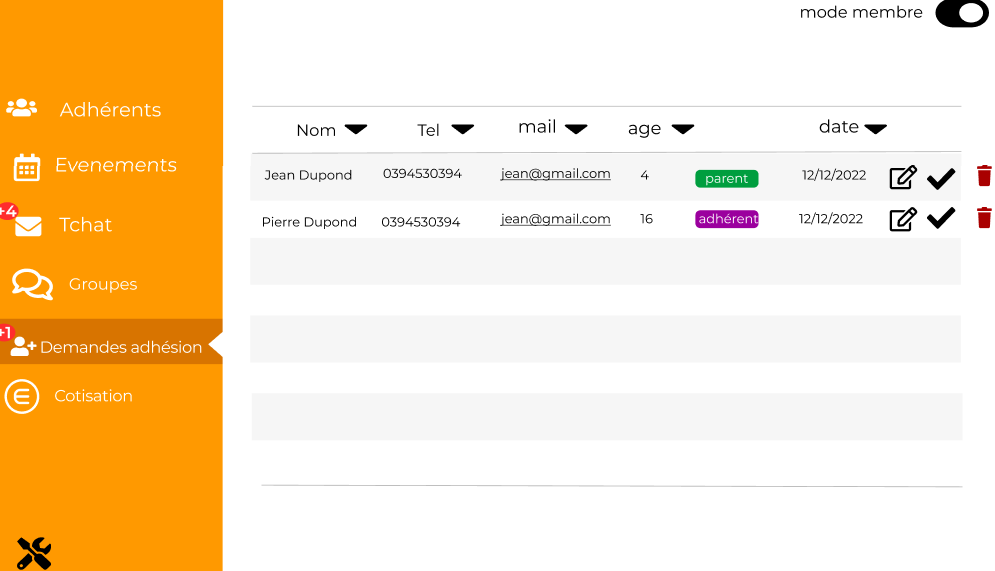 mode membre
Adhérents
Evenements
+4
Tchat
Groupes
+1
Demandes adhésion
Cotisation
Nom Tel mail age date
Jean Dupond 0394530394 jean@gmail.com 4 parent 12/12/2022
Pierre Dupond 0394530394 jean@gmail.com 16 adhérent 12/12/2022